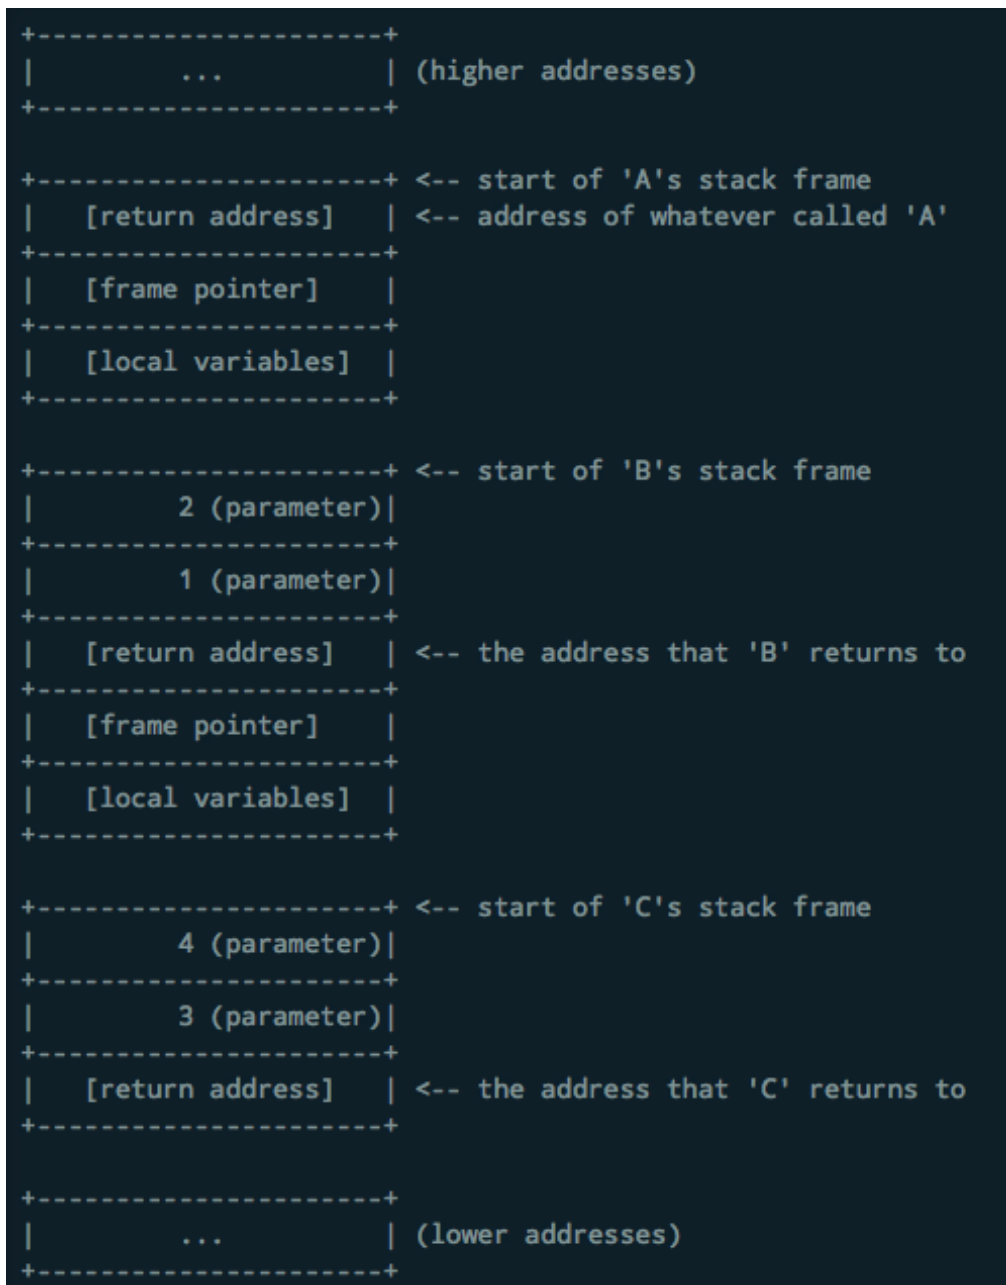 +----------------------+
|         ...          | (higher addresses)
+----------------------+
+----------------------+ <-- start of 'A's stack frame
|   [return address]   | <-- address of whatever called 'A'
+----------------------+
|   [frame pointer]    |
+----------------------+
|   [local variables]  |
+----------------------+
+----------------------+ <-- start of 'B's stack frame
|         2 (parameter)|
+----------------------+
|         1 (parameter)|
+----------------------+
|   [return address]   | <-- the address that 'B' returns to
+----------------------+
|   [frame pointer]    |
+----------------------+
|   [local variables]  |
+----------------------+
+----------------------+ <-- start of 'C's stack frame
|         4 (parameter)|
+----------------------+
|         3 (parameter)|
+----------------------+
|   [return address]   | <-- the address that 'C' returns to
+----------------------+
+----------------------+
|         ...          | (lower addresses)
+----------------------+